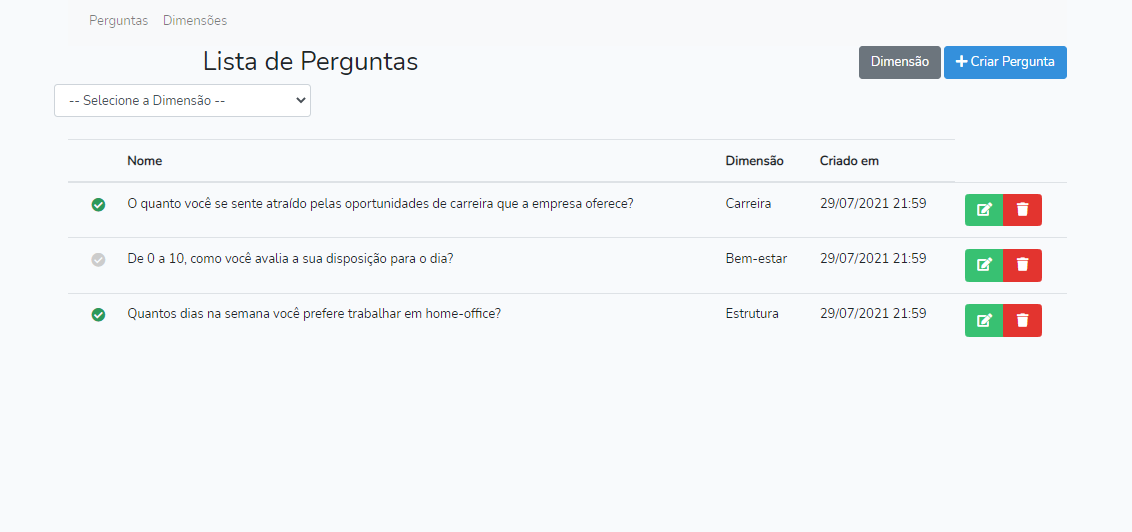 Perguntas Dimensões
Lista de Perguntas
Dimensão Criar Pergunta
-- Selecione a Dimensão --
Nome Dimensão Criado em
O quanto você se sente atraído pelas oportunidades de carreira que a empresa oferece? Carreira 29/07/2021 21:59
De 0 a 10, como você avalia a sua disposição para o dia? Bem-estar 29/07/2021 21:59
Quantos dias na semana você prefere trabalhar em home-office? Estrutura 29/07/2021 21:59